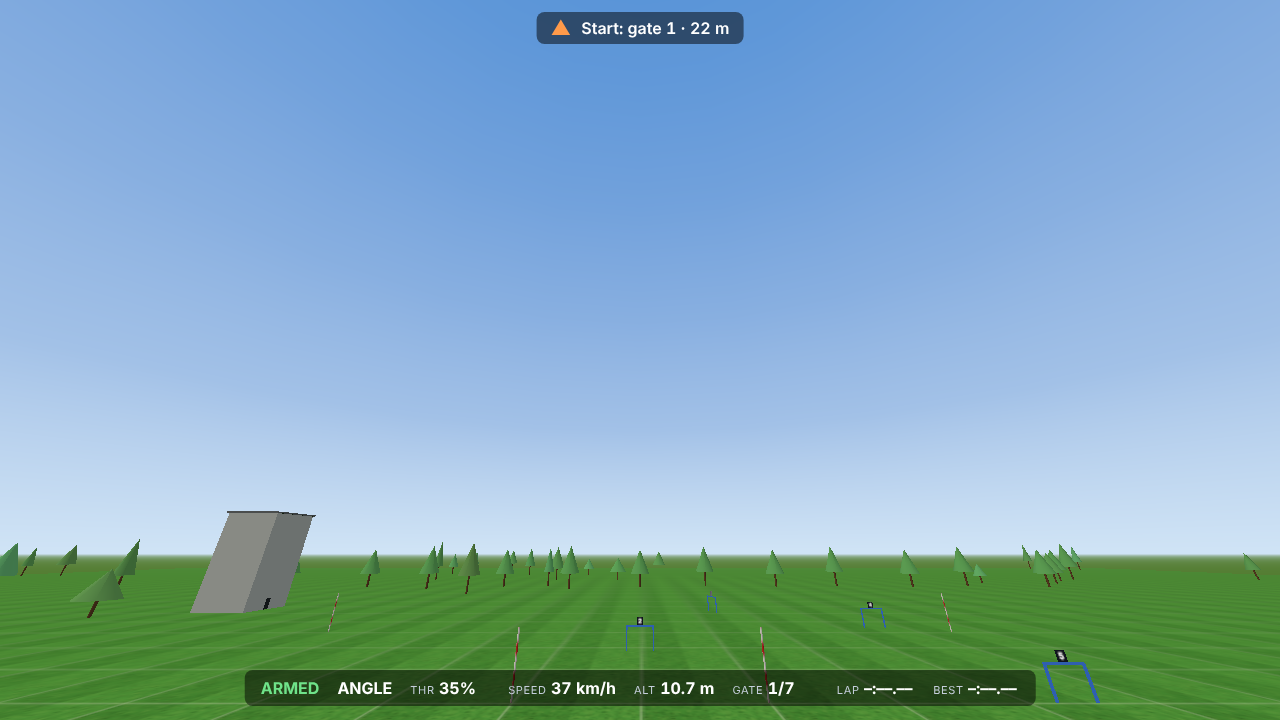 Start: gate 1 · 22 m
ARMED ANGLE THR 35% SPEED 37 km/h ALT 10.7 m GATE 1/7 LAP –:––.–– BEST –:––.––